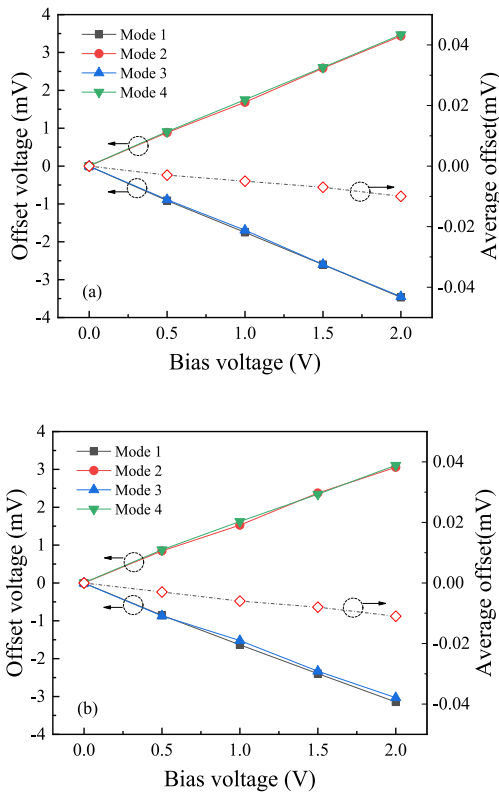 4
3
2
1
0
-1
-2
-3
-4
Offset voltage (mV)
Mode 1
Mode 2
Mode 3
Mode 4
(a)
0.04
0.02
0.00
-0.02
-0.04
Average offset(mV)
0.0 0.5 1.0 1.5 2.0
Bias voltage (V)
4
3
2
1
0
-1
-2
-3
-4
Offset voltage (mV)
Mode 1
Mode 2
Mode 3
Mode 4
(b)
0.04
0.02
0.00
-0.02
-0.04
Average offset(mV)
0.0 0.5 1.0 1.5 2.0
Bias voltage (V)